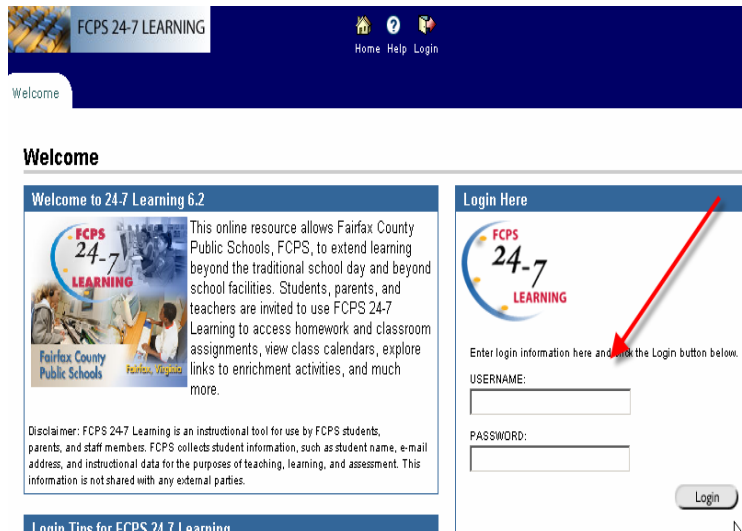 FCPS 24-7 LEARNING
Home Help Login
Welcome
Welcome
Welcome to 24-7 Learning 6.2
FCPS
24-7
LEARNING
Fairfax County
Public Schools
Fairfax, Virginia
This online resource allows Fairfax County
Public Schools, FCPS, to extend learning
beyond the traditional school day and beyond
school facilities. Students, parents, and
teachers are invited to use FCPS 24-7
Learning to access homework and classroom
assignments, view class calendars, explore
links to enrichment activities, and much
more.
Disclaimer: FCPS 24-7 Learning is an instructional tool for use by FCPS students,
parents, and staff members. FCPS collects student information, such as student name, e-mail
address, and instructional data for the purposes of teaching, learning, and assessment. This
information is not shared with any external parties.
Login Tips for FCPS 24-7 Learning
Login Here
FCPS
24-7
LEARNING
Enter login information here and click the Login button below.
USERNAME:
PASSWORD:
Login